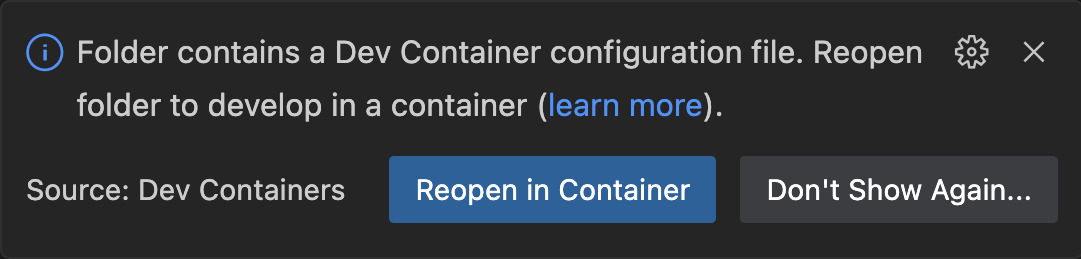 Folder contains a Dev Container configuration file. Reopen
folder to develop in a container (learn more).
Source: Dev Containers
Reopen in Container
Don't Show Again...